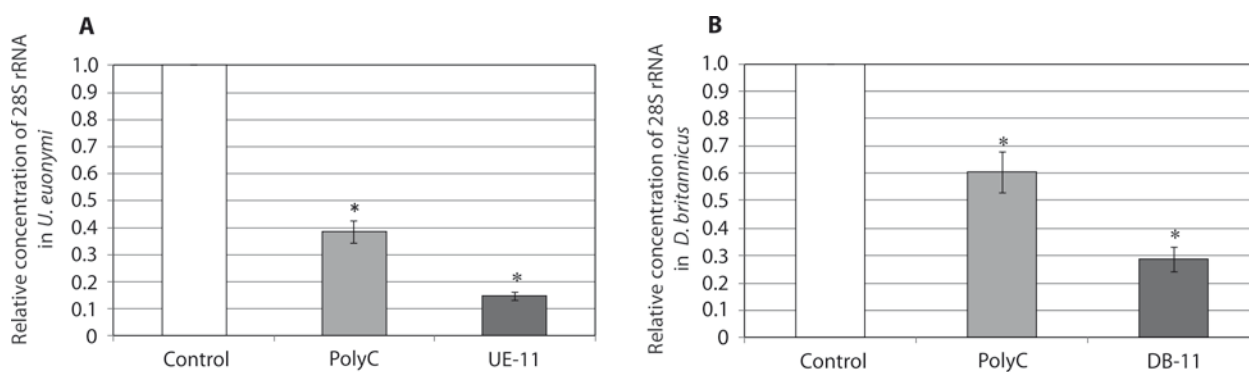 A
Relative concentration of 28S rRNA
in U. euonymi
1.0
0.9
0.8
0.7
0.6
0.5
0.4
0.3
0.2
0.1
0
*
*
Control
PolyC
UE-11
B
Relative concentration of 28S rRNA
in D. britannicus
1.0
0.9
0.8
0.7
0.6
0.5
0.4
0.3
0.2
0.1
0
*
*
Control
PolyC
DB-11